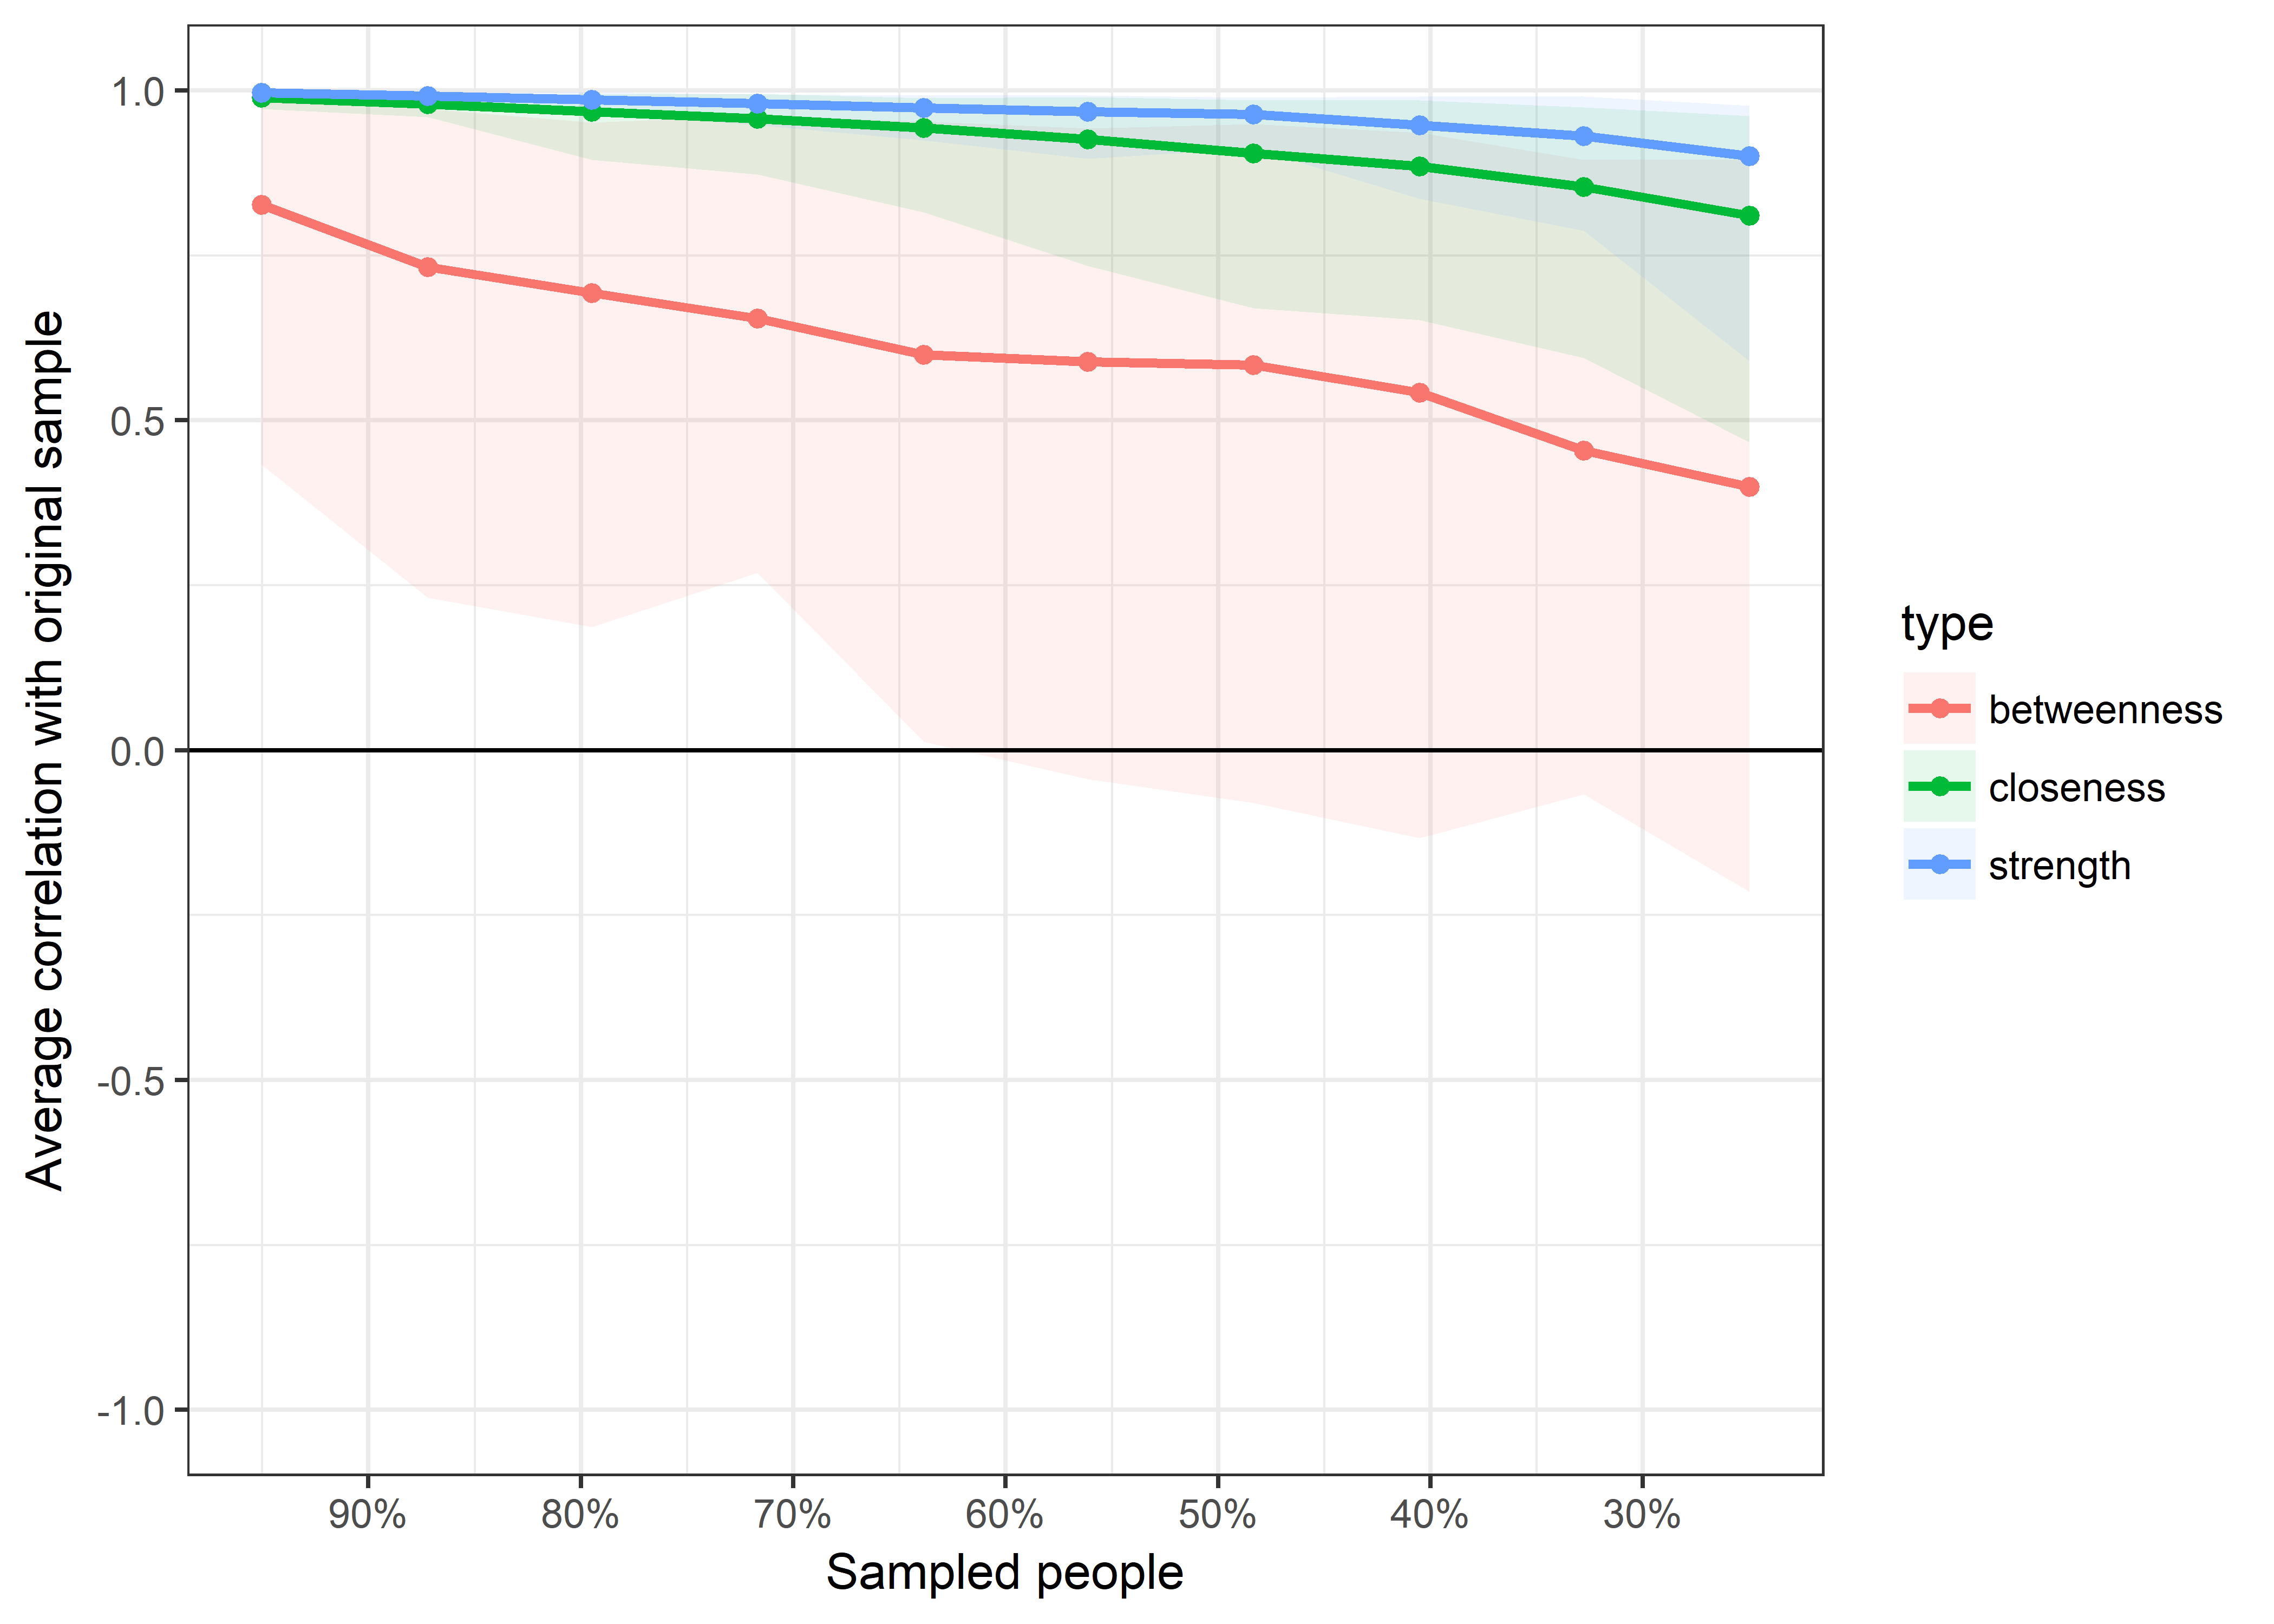 Average correlation with original sample
1.0
0.5
0.0
-0.5
-1.0
90% 80% 70% 60% 50% 40% 30%
Sampled people
type
betweenness
closeness
strength